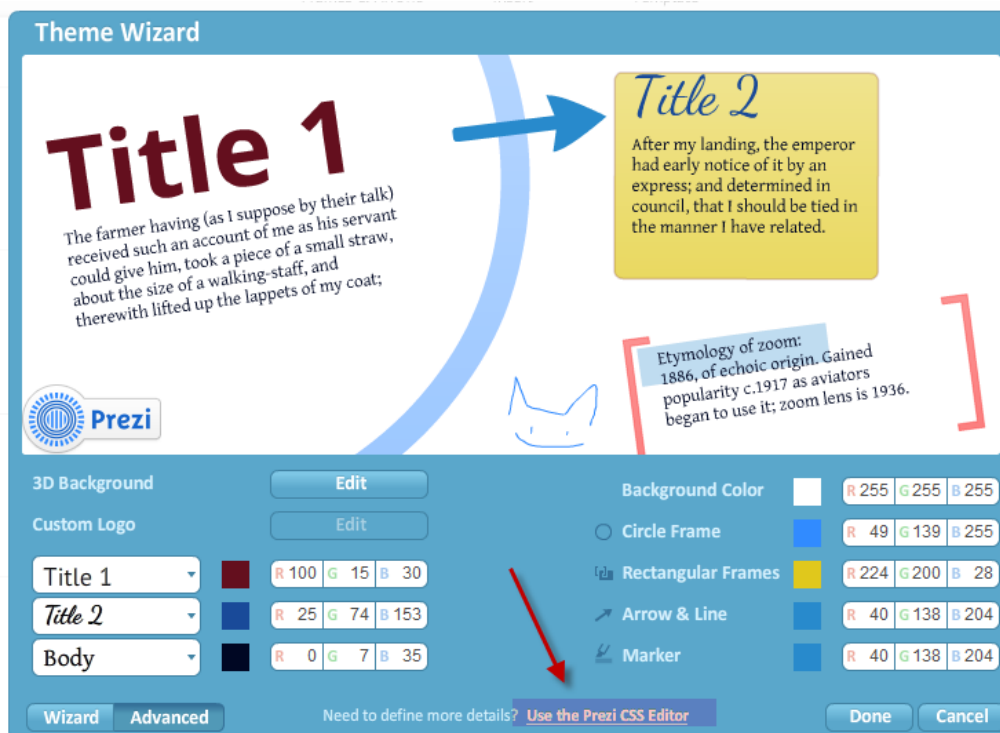 Theme Wizard
Title 1
The farmer having (as I suppose by their talk)
received such an account of me as his servant
could give him, took a piece of a small straw,
about the size of a walking-staff, and
therewith lifted up the lappets of my coat;
Title 2
After my landing, the emperor
had early notice of it by an
express; and determined in
council, that I should be tied in
the manner I have related.
Etymology of zoom:
1886, of echoic origin. Gained
popularity c.1917 as aviators
began to use it; zoom lens is 1936.
Prezi
3D Background Edit
Custom Logo Edit
Title 1 R 100 G 15 B 30
Title 2 R 25 G 74 B 153
Body R 0 G 7 B 35
Background Color R 255 G 255 B 255
Circle Frame R 49 G 139 B 255
Rectangular Frames R 224 G 200 B 28
Arrow & Line R 40 G 138 B 204
Marker R 40 G 138 B 204
Wizard Advanced Need to define more details? Use the Prezi CSS Editor Done Cancel